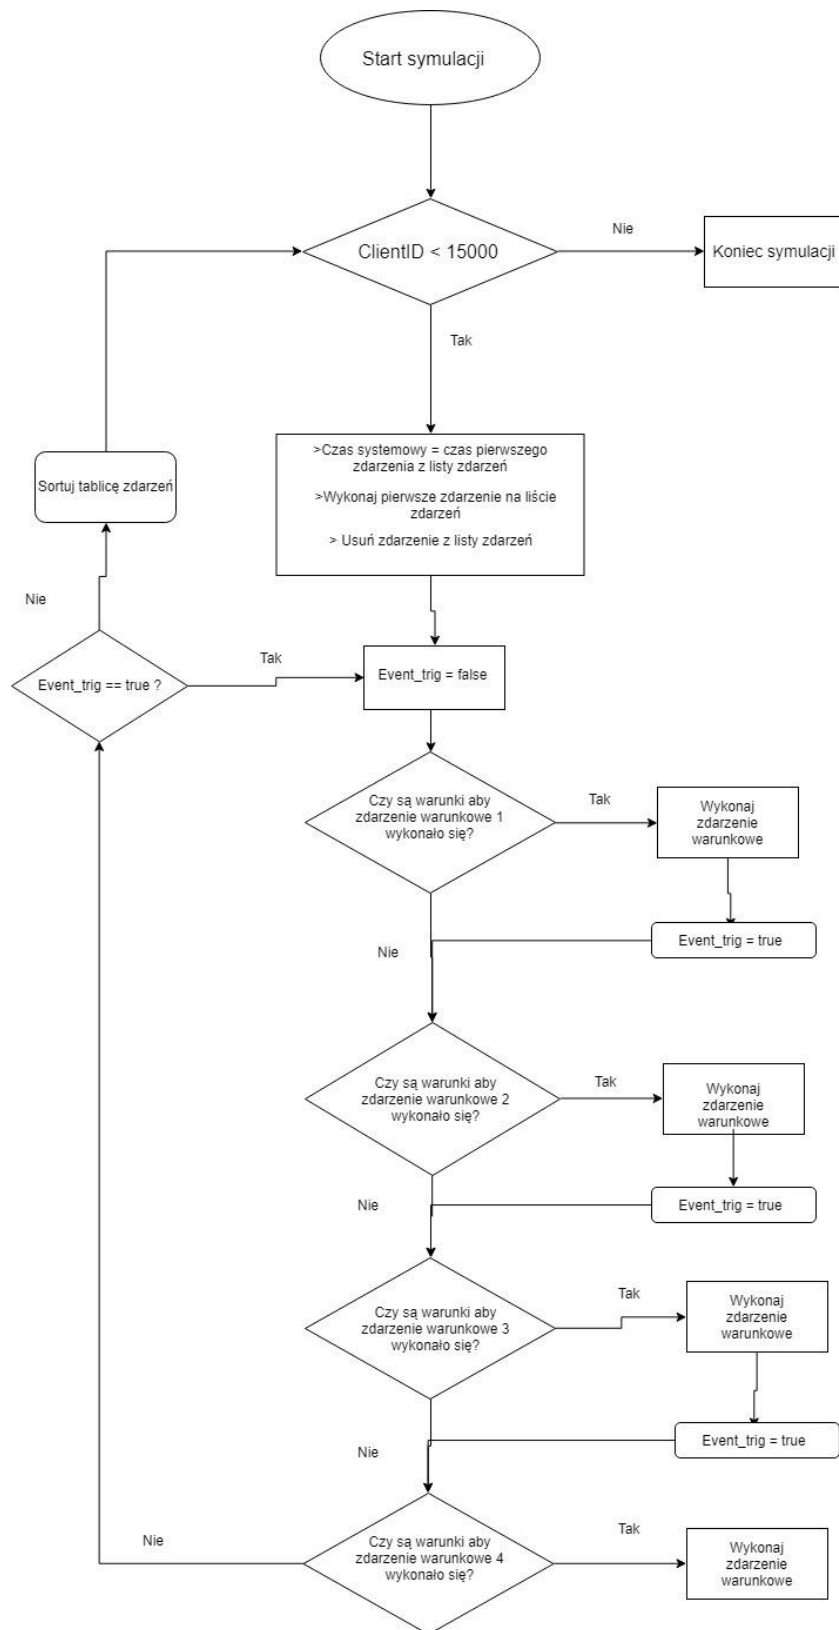 Start symulacji
ClientID < 15000
Nie
Koniec symulacji
Tak
>Czas systemowy = czas pierwszego
zdarzenia z listy zdarzeń
>Wykonaj pierwsze zdarzenie na liście
zdarzeń
> Usuń zdarzenie z listy zdarzeń
Sortuj tablicę zdarzeń
Nie
Event_trig == true ?
Tak
Event_trig = false
Czy są warunki aby
zdarzenie warunkowe 1
wykonało się?
Tak
Wykonaj
zdarzenie
warunkowe
Event_trig = true
Nie
Czy są warunki aby
zdarzenie warunkowe 2
wykonało się?
Tak
Wykonaj
zdarzenie
warunkowe
Event_trig = true
Nie
Czy są warunki aby
zdarzenie warunkowe 3
wykonało się?
Tak
Wykonaj
zdarzenie
warunkowe
Event_trig = true
Nie
Czy są warunki aby
zdarzenie warunkowe 4
wykonało się?
Tak
Wykonaj
zdarzenie
warunkowe
Nie